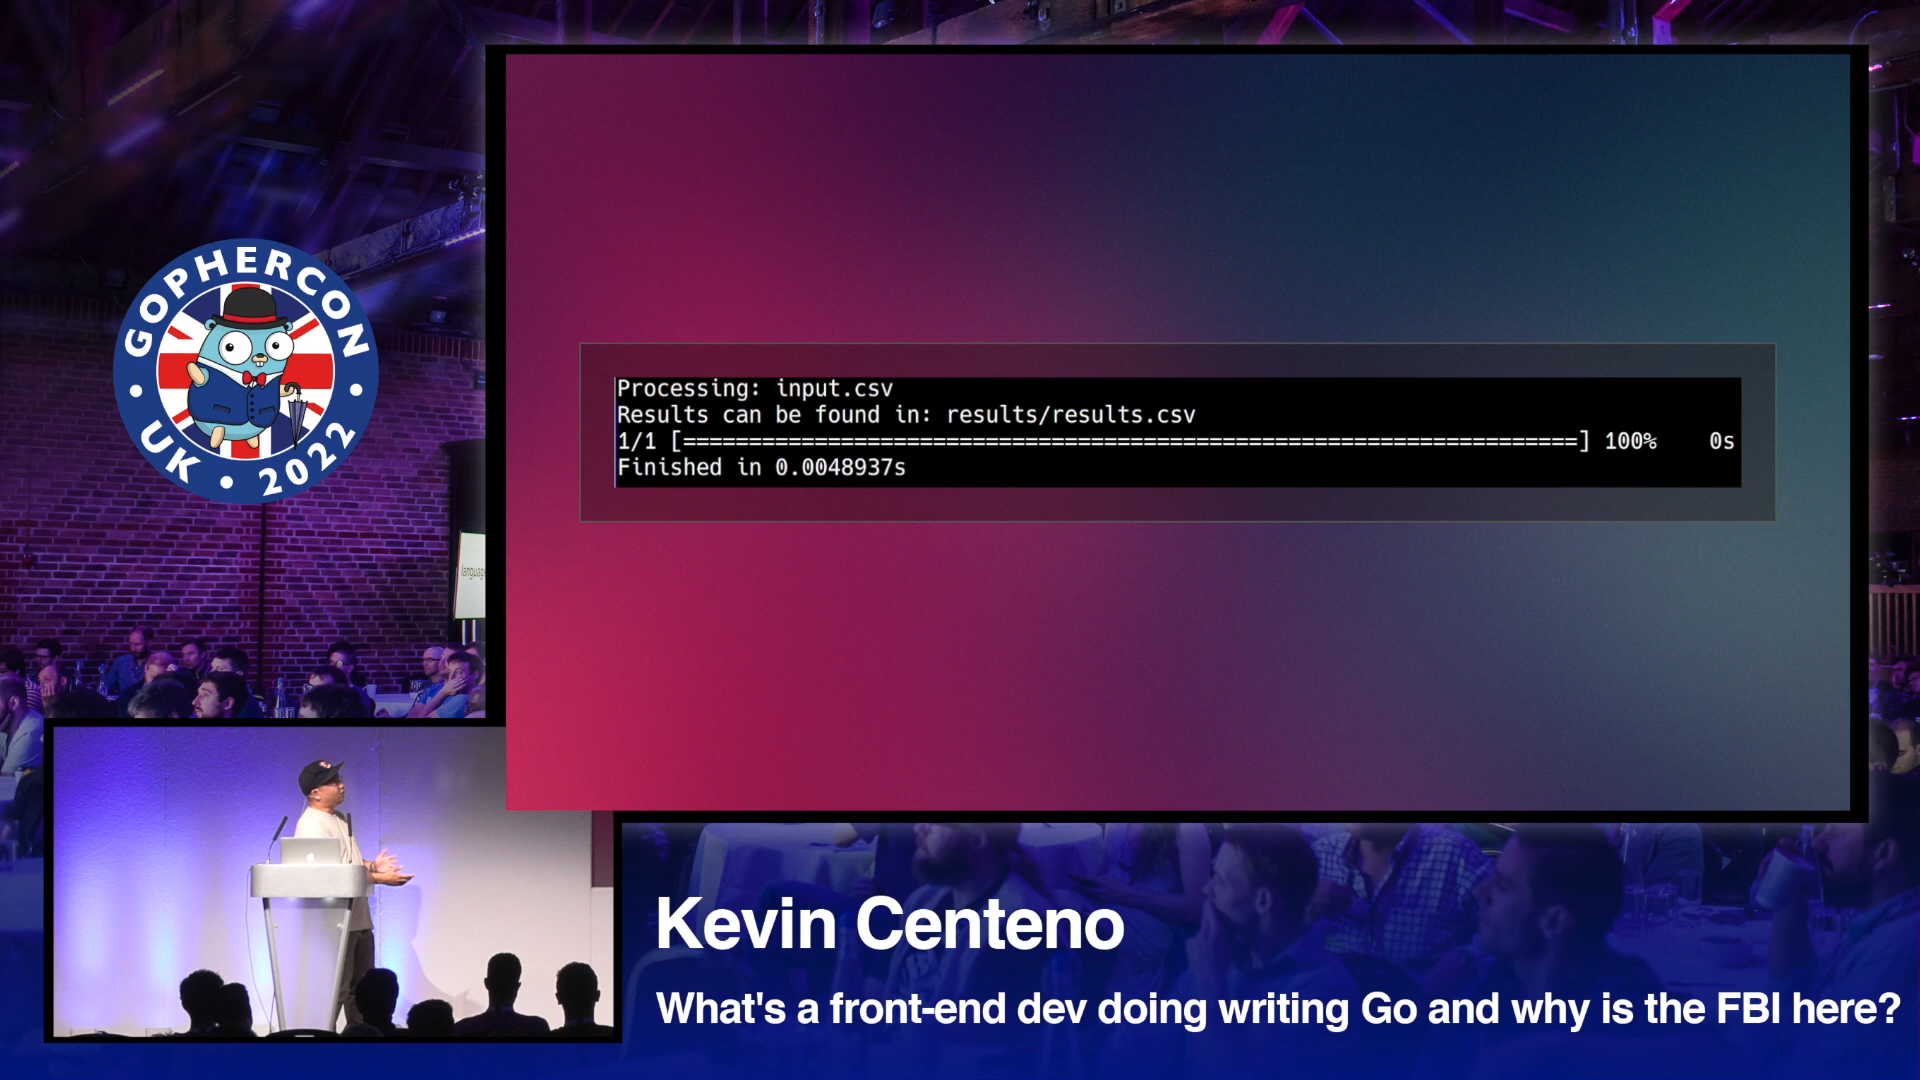 GOPHERCON
UK • 2022
Processing: input.csv
Results can be found in: results/results.csv
1/1 [====================================================================] 100% 0s
Finished in 0.0048937s
language
Kevin Centeno
What's a front-end dev doing writing Go and why is the FBI here?